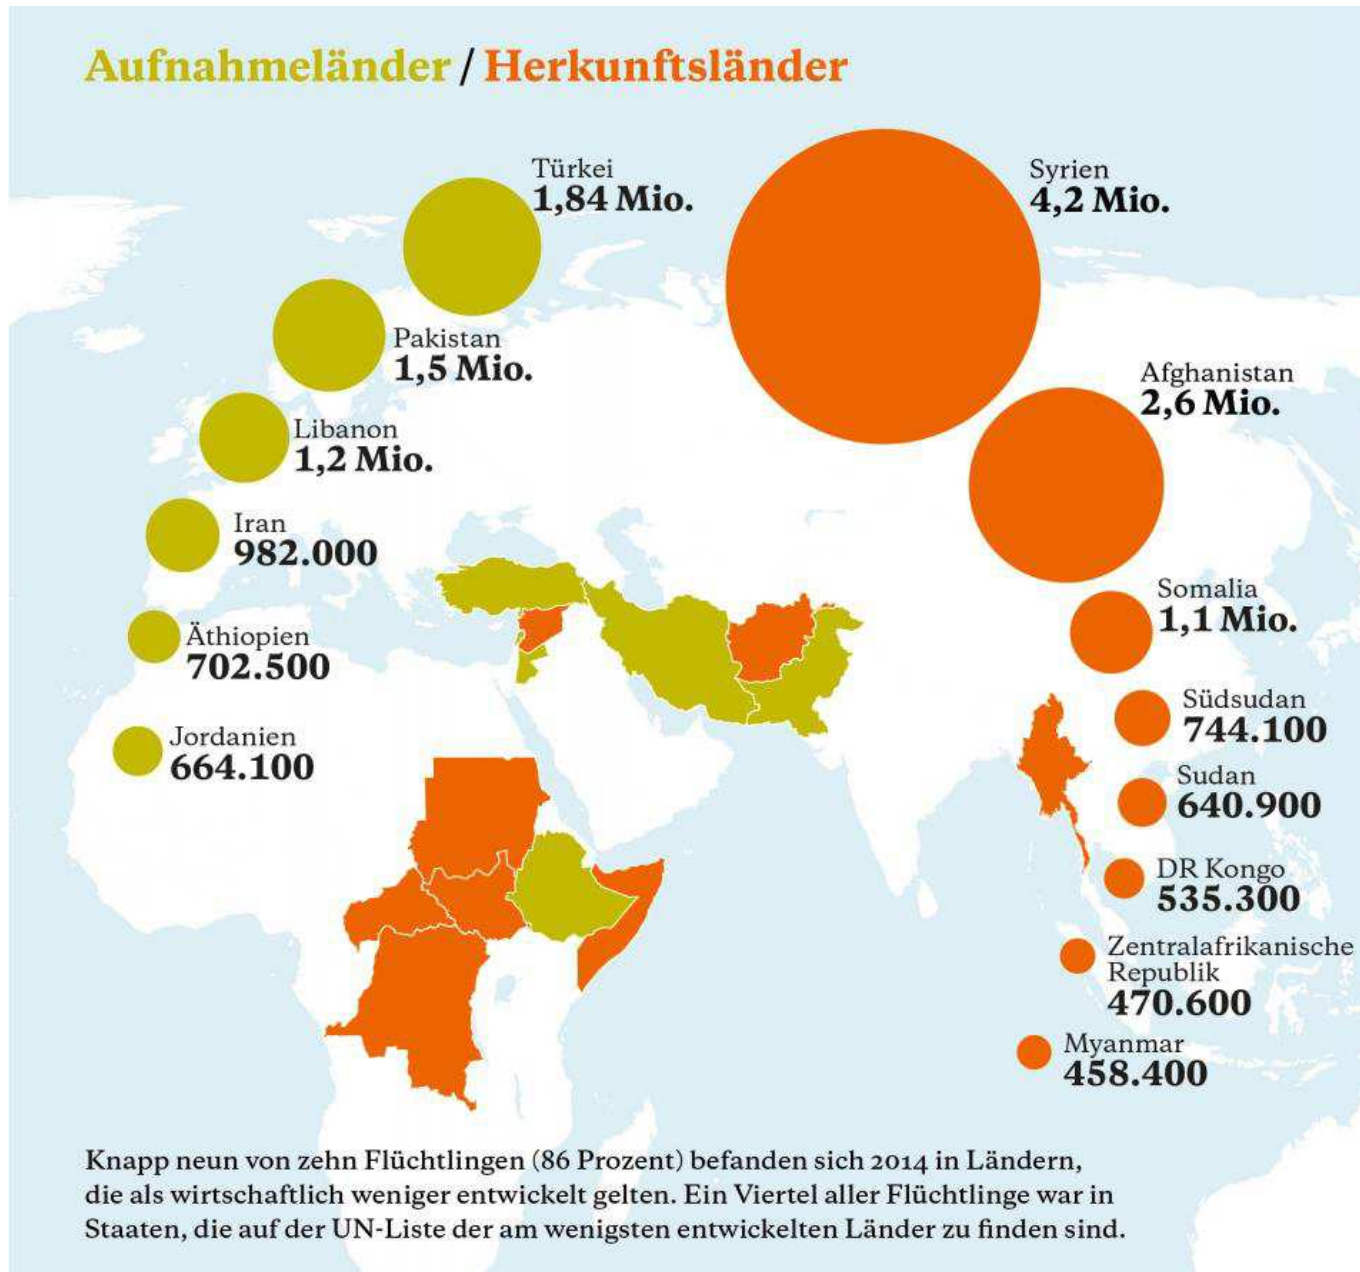 Aufnahmeländer / Herkunftsländer
Türkei
1,84 Mio.
Pakistan
1,5 Mio.
Libanon
1,2 Mio.
Iran
982.000
Äthiopien
702.500
Jordanien
664.100
Syrien
4,2 Mio.
Afghanistan
2,6 Mio.
Somalia
1,1 Mio.
Südsudan
744.100
Sudan
640.900
DR Kongo
535.300
Zentralafrikanische
Republik
470.600
Myanmar
458.400
Knapp neun von zehn Flüchtlingen (86 Prozent) befanden sich 2014 in Ländern,
die als wirtschaftlich weniger entwickelt gelten. Ein Viertel aller Flüchtlinge war in
Staaten, die auf der UN-Liste der am wenigsten entwickelten Länder zu finden sind.